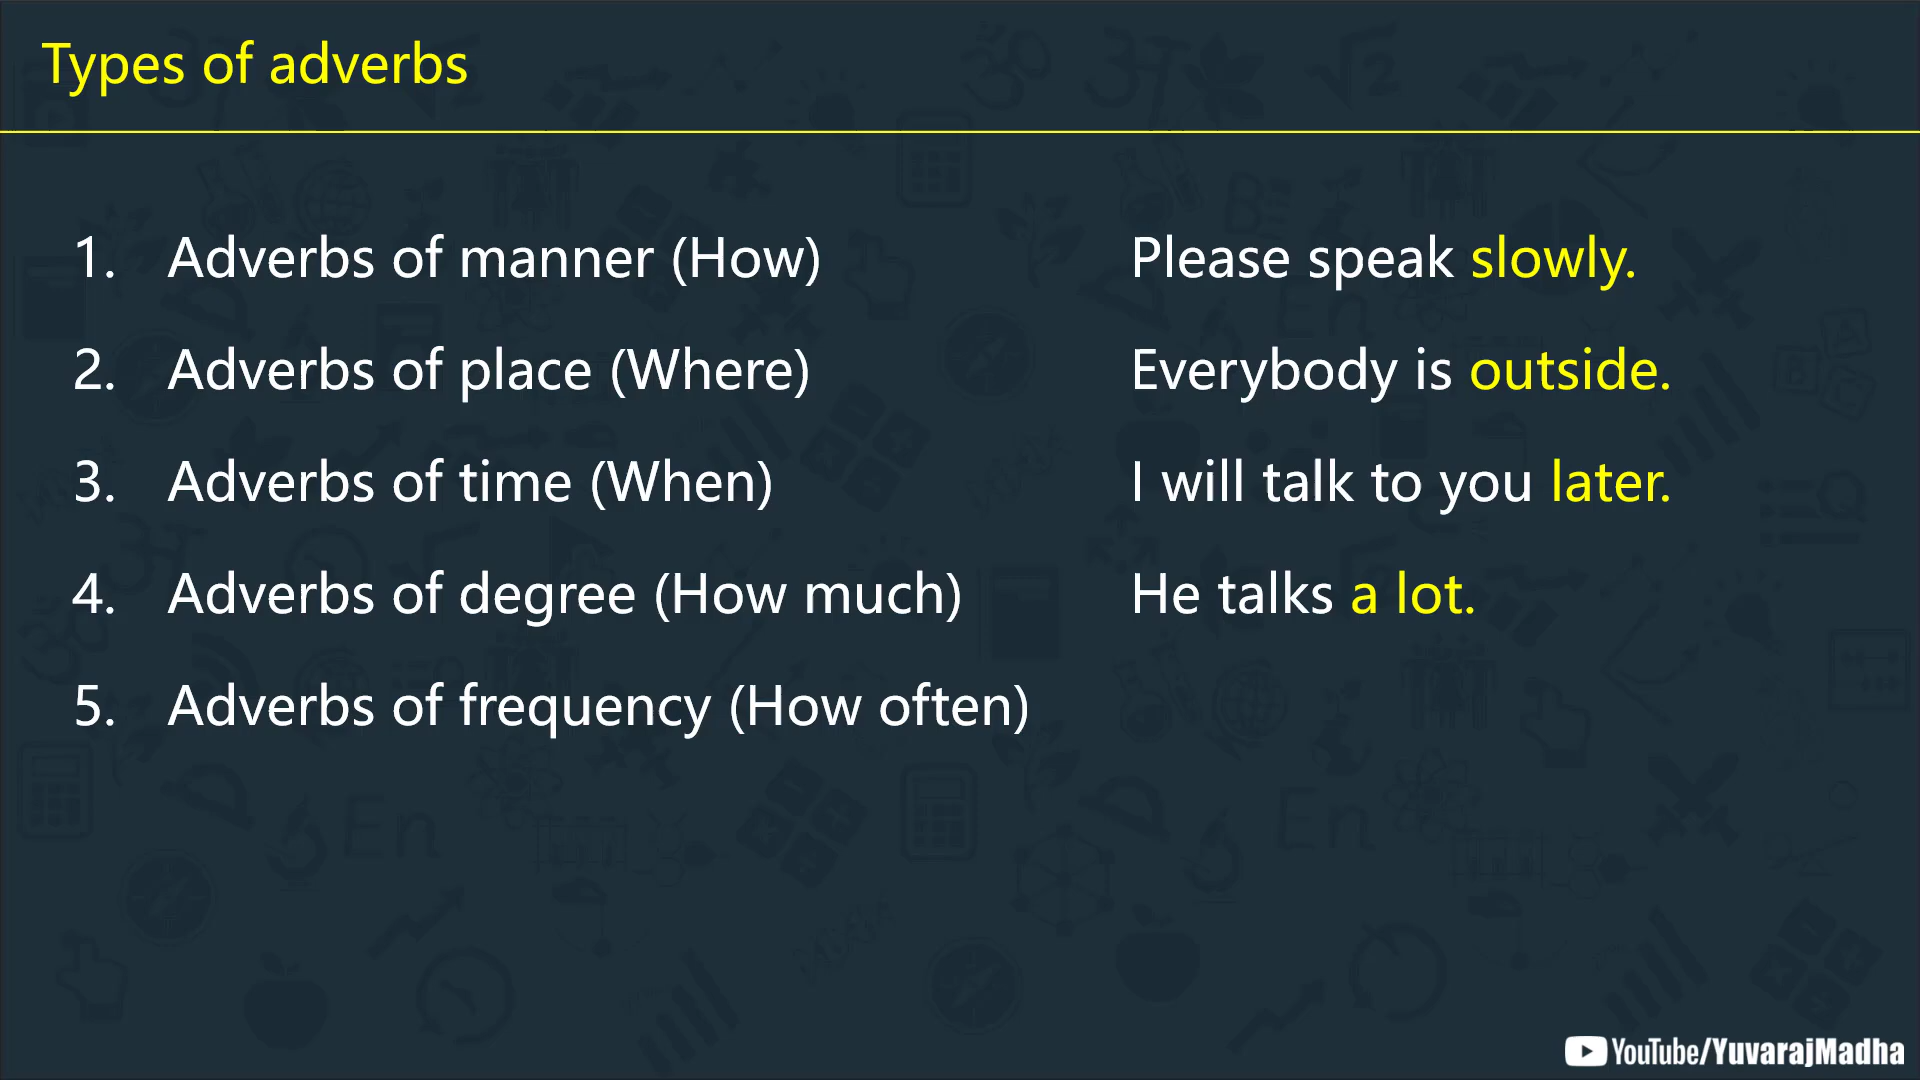 Types of adverbs
1. Adverbs of manner (How) Please speak slowly.
2. Adverbs of place (Where) Everybody is outside.
3. Adverbs of time (When) I will talk to you later.
4. Adverbs of degree (How much) He talks a lot.
5. Adverbs of frequency (How often)
YouTube/YuvarajMadha